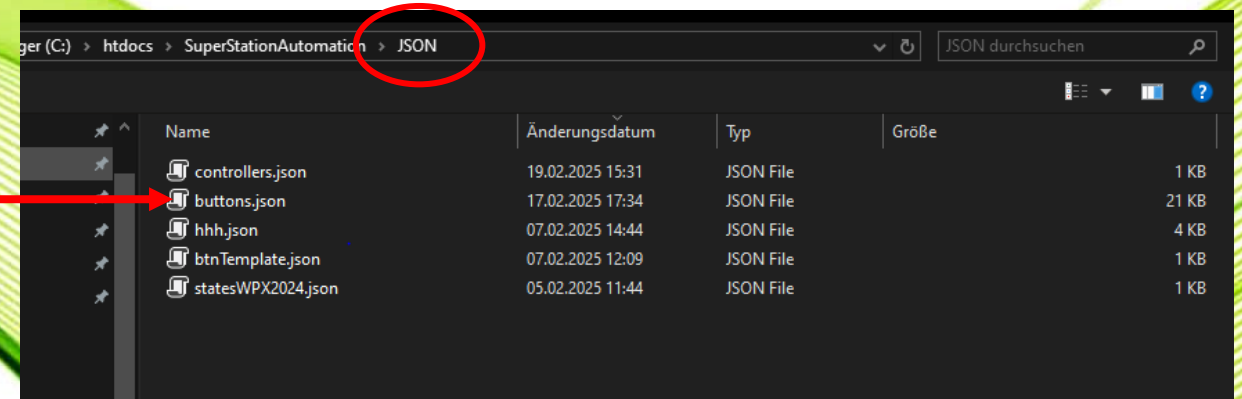 ger (C:) > htdocs > SuperStationAutomation > JSON JSON durchsuchen
?
Name Änderungsdatum Typ Größe
controllers.json 19.02.2025 15:31 JSON File 1 KB
buttons.json 17.02.2025 17:34 JSON File 21 KB
hhh.json 07.02.2025 14:44 JSON File 4 KB
btnTemplate.json 07.02.2025 12:09 JSON File 1 KB
statesWPX2024.json 05.02.2025 11:44 JSON File 1 KB